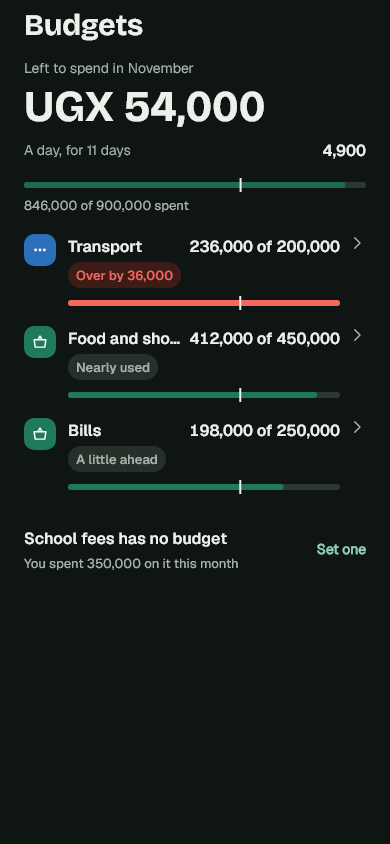 Budgets
Left to spend in November
UGX 54,000
A day, for 11 days 4,900
846,000 of 900,000 spent
Transport 236,000 of 200,000
Over by 36,000
Food and sho... 412,000 of 450,000
Nearly used
Bills 198,000 of 250,000
A little ahead
School fees has no budget
Set one
You spent 350,000 on it this month